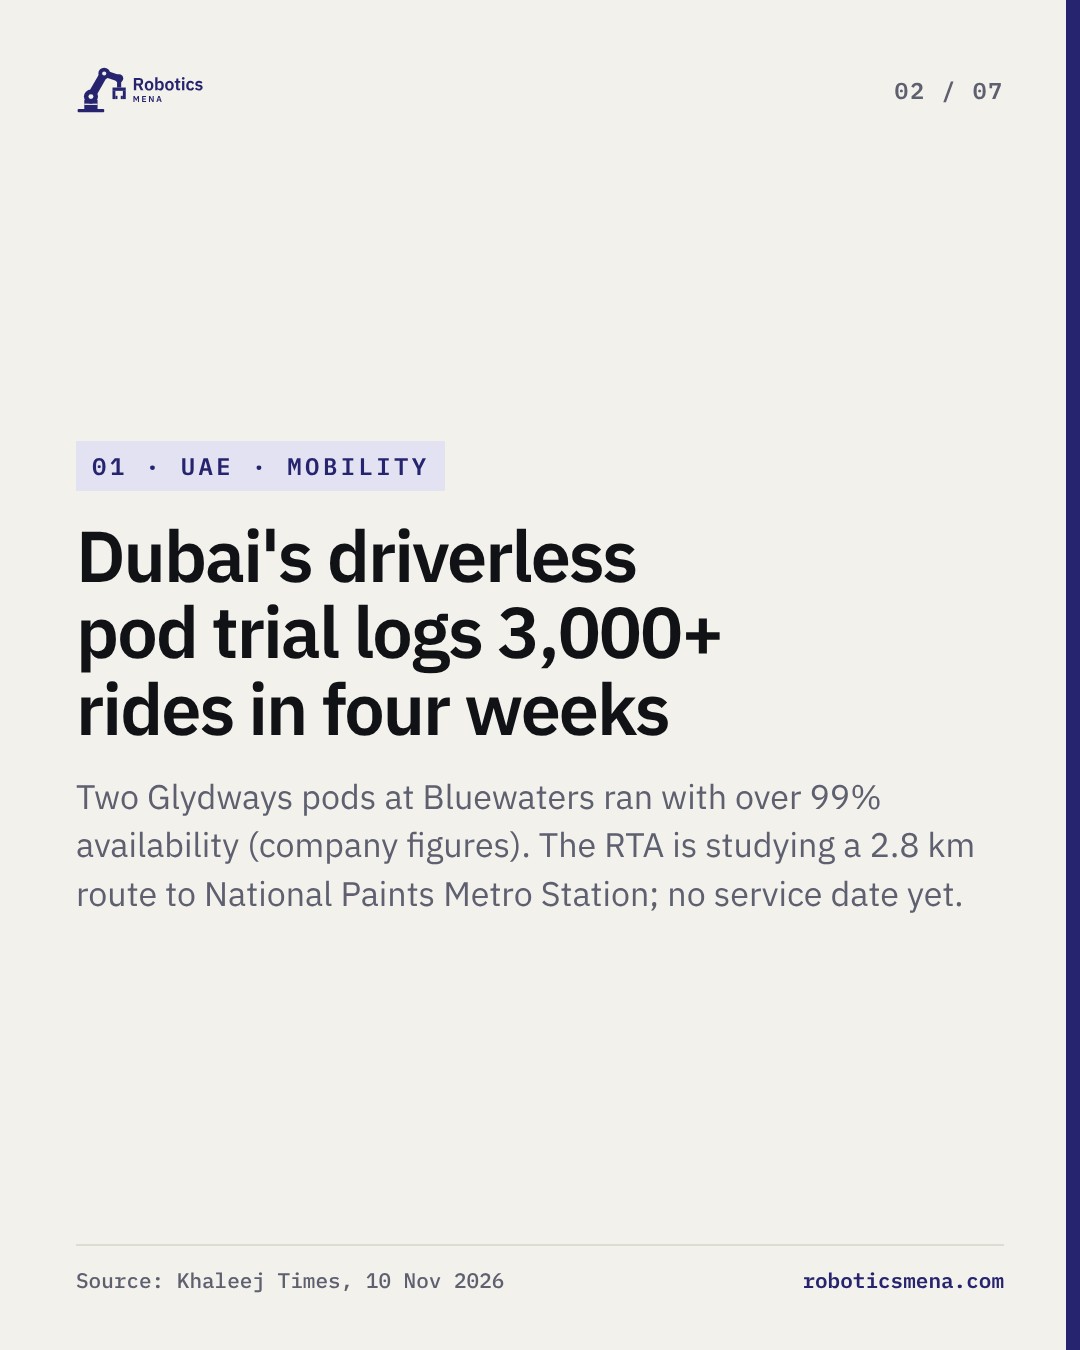 Robotics
MENA
02 / 07
01 · UAE · MOBILITY
Dubai's driverless
pod trial logs 3,000+
rides in four weeks
Two Glydways pods at Bluewaters ran with over 99%
availability (company figures). The RTA is studying a 2.8 km
route to National Paints Metro Station; no service date yet.
Source: Khaleej Times, 10 Nov 2026
roboticsmena.com